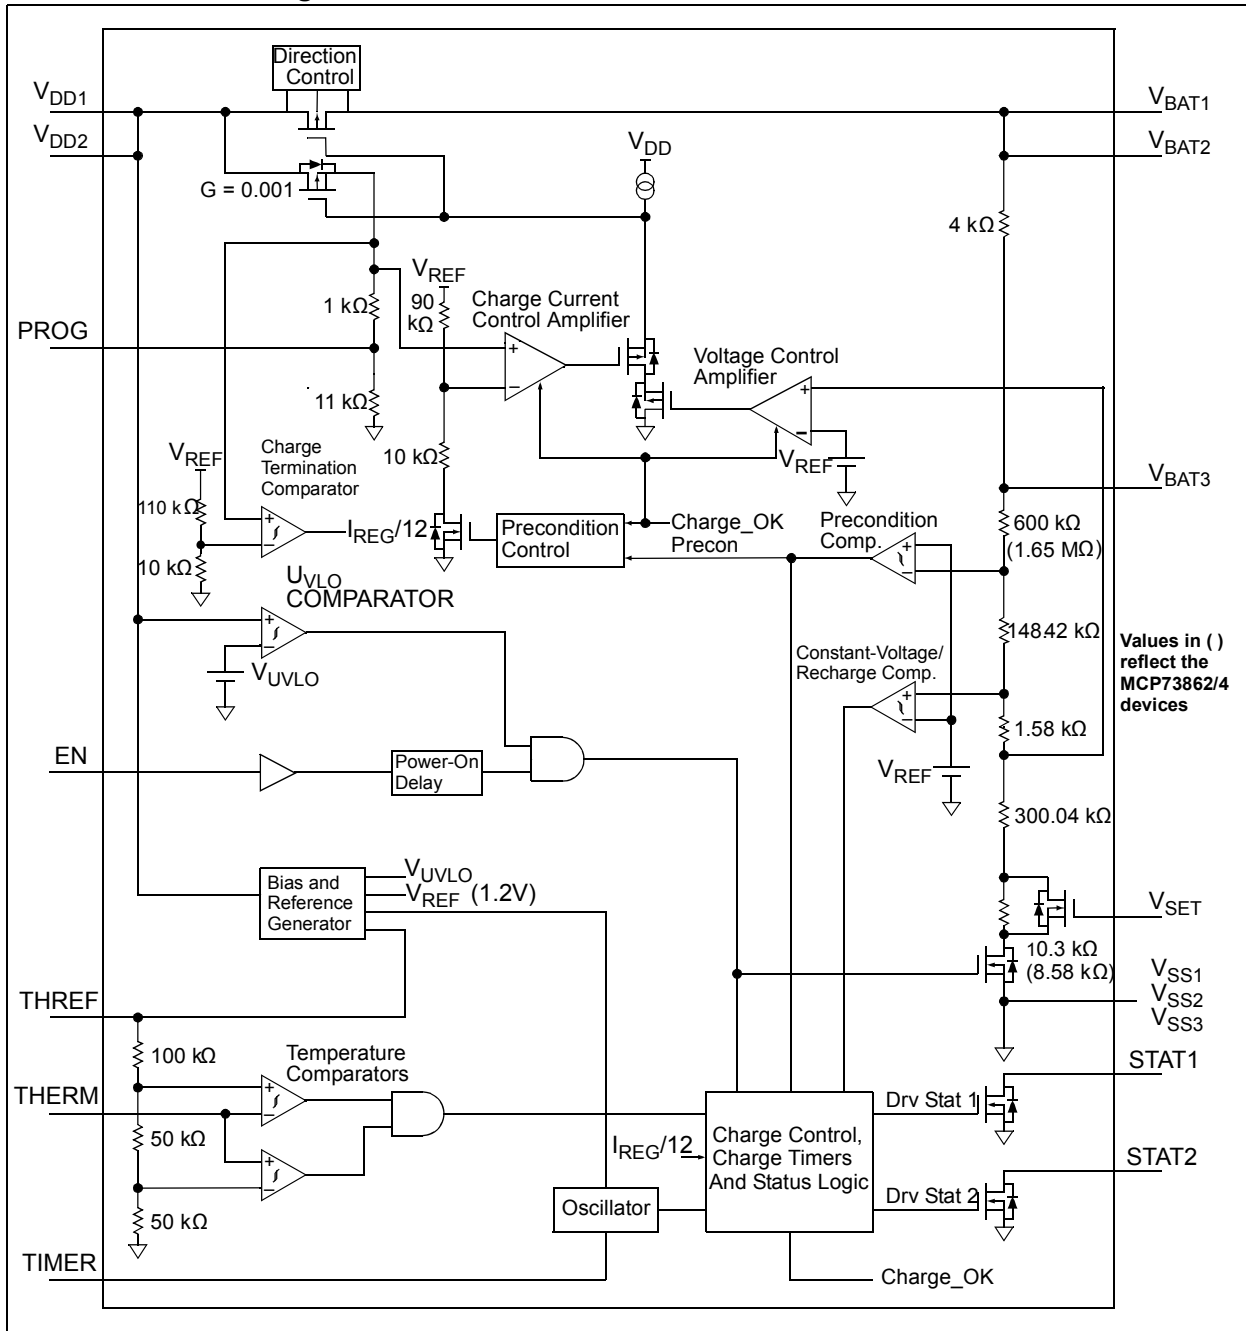 Direction
Control
VDD1
VDD2
VBAT1
VBAT2
VDD
G = 0.001
4 kΩ
VREF
90
kΩ
Charge Current
Control Amplifier
1 kΩ
PROG
Voltage Control
Amplifier
11 kΩ
VREF
Charge
Termination
Comparator
10 kΩ
VREF
VBAT3
110 kΩ
IREG/12
Precondition
Control
Charge_OK
Precon
Precondition
Comp.
600 kΩ
(1.65 MΩ)
10 kΩ
UVLO
COMPARATOR
148.42 kΩ
Values in ( )
reflect the
MCP73862/4
devices
VUVLO
Constant-Voltage/
Recharge Comp.
1.58 kΩ
EN
Power-On
Delay
VREF
300.04 kΩ
Bias and
Reference
Generator
VUVLO
VREF (1.2V)
VSET
10.3 kΩ
(8.58 kΩ)
VSS1
VSS2
VSS3
THREF
100 kΩ
Temperature
Comparators
STAT1
THERM
Drv Stat 1
50 kΩ
IREG/12
Charge Control,
Charge Timers
And Status Logic
STAT2
Drv Stat 2
50 kΩ
Oscillator
TIMER
Charge_OK